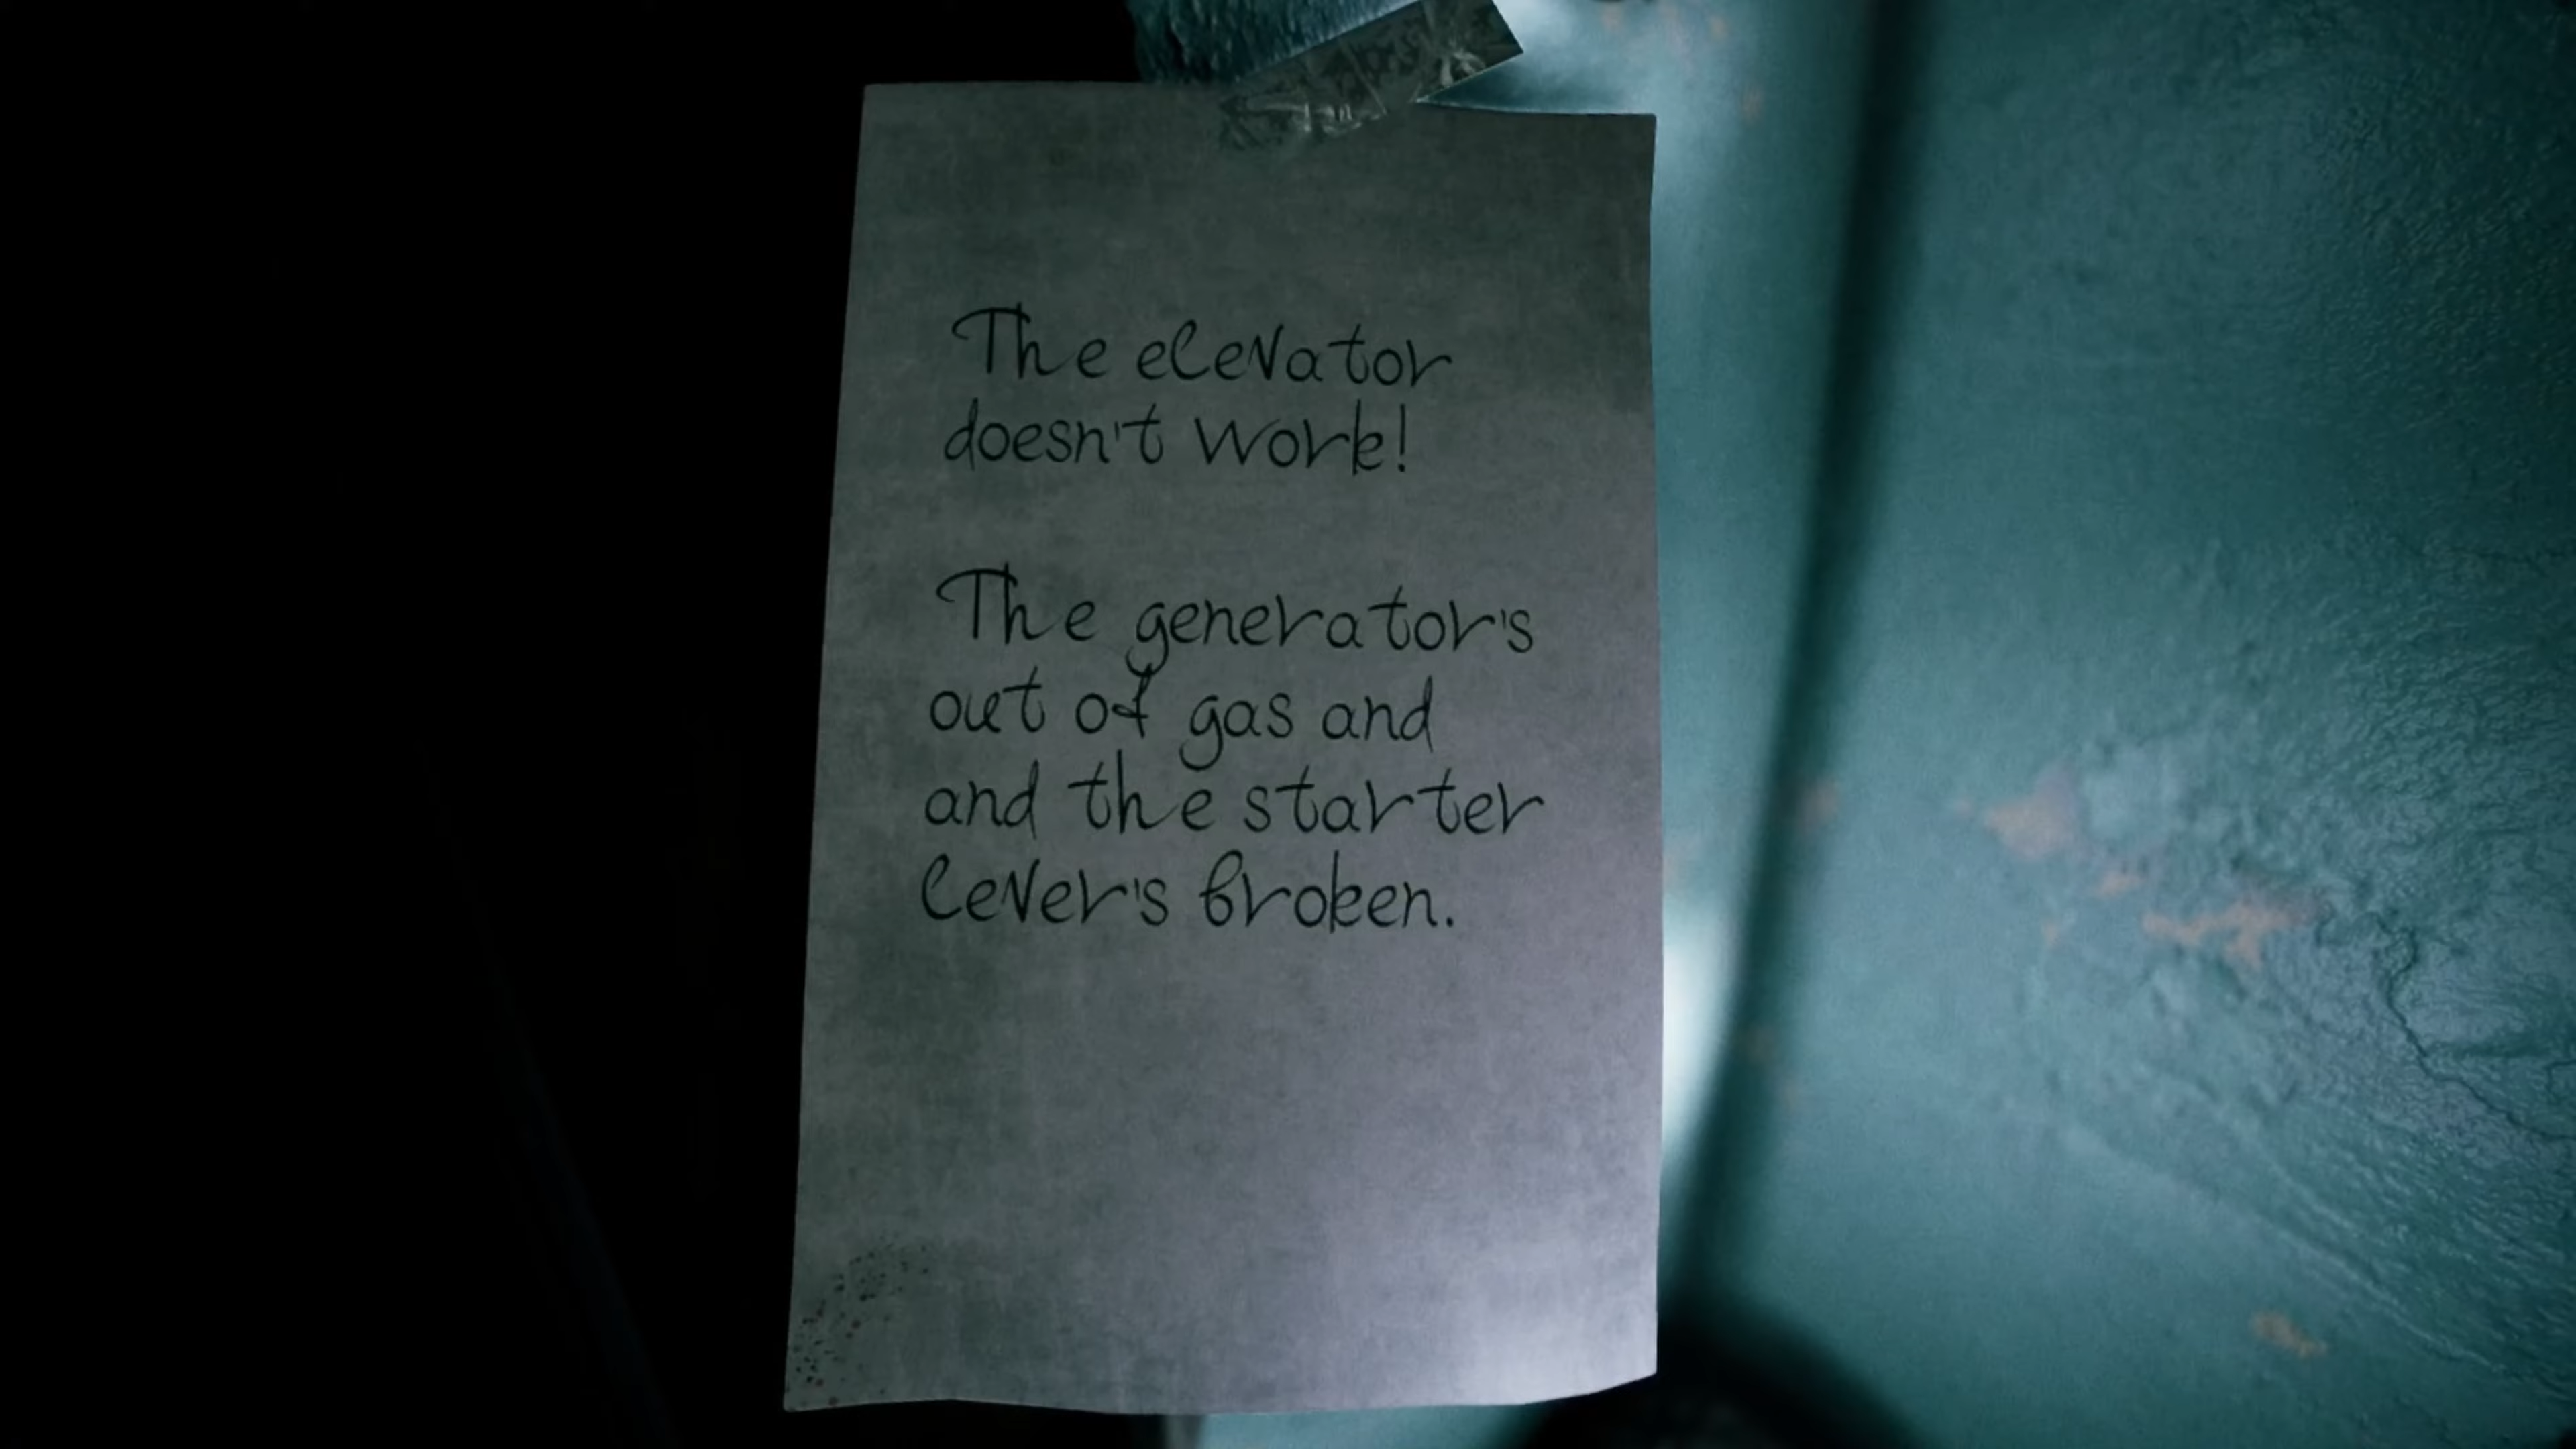 The elevator
doesn't work!
The generator's
out of gas and
and the starter
lever's broken.